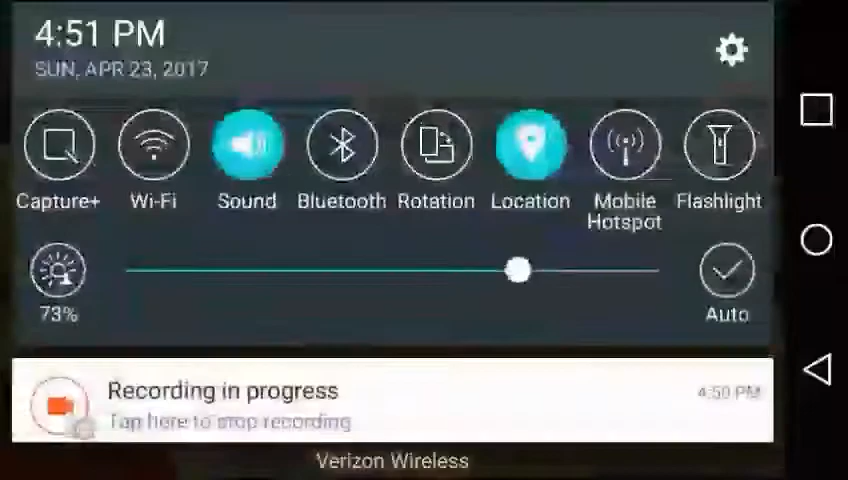 4:51 PM
SUN, APR 23, 2017
Capture+ Wi-Fi Sound Bluetooth Rotation Location Mobile Hotspot Flashlight
73% Auto
Recording in progress 4:50 PM
Tap here to stop recording
Verizon Wireless